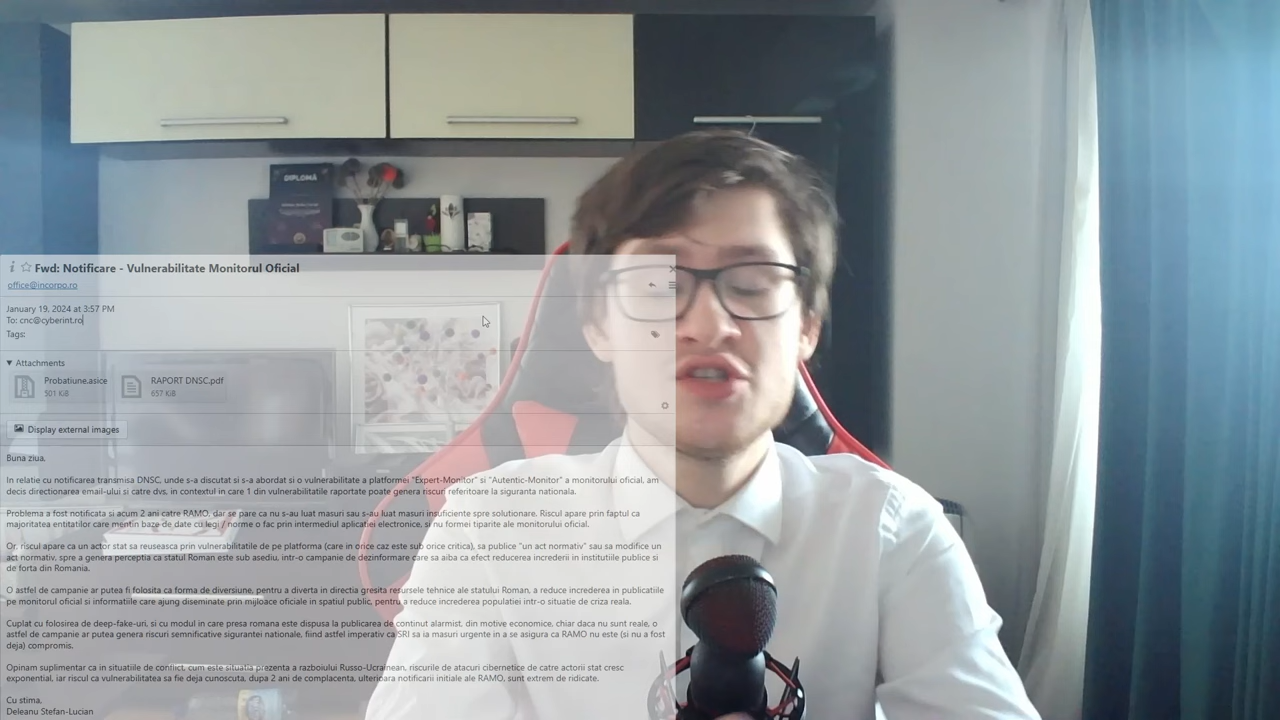 DIPLOMĂ
Fwd: Notificare - Vulnerabilitate Monitorul Oficial
office@incorpo.ro
January 19, 2024 at 3:57 PM
To: cnc@cyberint.ro
Tags:
Attachments
Probatiune.asice
501 KiB
RAPORT DNSC.pdf
657 KiB
Display external images
Buna ziua,
In relatie cu notificarea transmisa DNSC, unde s-a discutat si s-a abordat si o vulnerabilitate a platformei "Expert-Monitor" si "Autentic-Monitor" a monitorului oficial, am
decis directionarea email-ului si catre dvs, in contextul in care 1 din vulnerabilitatile raportate poate genera riscuri referitoare la siguranta nationala.
Problema a fost notificata si acum 2 ani catre RAMO, dar se pare ca nu s-au luat masuri sau s-au luat masuri insuficiente spre solutionare. Riscul apare prin faptul ca
majoritatea entitatilor care mentin baze de date cu legi / norme o fac prin intermediul aplicatiei electronice, si nu formei tiparite ale monitorului oficial.
Or, riscul apare ca un actor stat sa reuseasca prin vulnerabilitatile de pe platforma (care in orice caz este sub orice critica), sa publice "un act normativ" sau sa modifice un
act normativ, spre a genera perceptia ca statul Roman este sub asediu, intr-o campanie de dezinformare care sa aiba ca efect reducerea increderii in institutiile publice si
de forta din Romania.
O astfel de campanie ar putea fi folosita ca forma de diversiune, pentru a diverta in directia gresita resursele tehnice ale statului Roman, a reduce increderea in publicatiile
pe monitorul oficial si informatiile care ajung diseminate prin mijloace oficiale in spatiul public, pentru a reduce increderea populatiei intr-o situatie de criza reala.
Cuplat cu folosirea de deep-fake-uri, si cu modul in care presa romana este dispusa la publicarea de continut alarmist, din motive economice, chiar daca nu sunt reale, o
astfel de campanie ar putea genera riscuri semnificative sigurantei nationale, fiind astfel imperativ ca SRI sa ia masuri urgente in a se asigura ca RAMO nu este (si nu a fost
deja) compromis.
Opinam suplimentar ca in situatiile de conflict, cum este situatia prezenta a razboiului Russo-Ucrainean, riscurile de atacuri cibernetice de catre actorii stat cresc
exponential, iar riscul ca vulnerabilitatea sa fie deja cunoscuta, dupa 2 ani de complacenta, ulterioara notificarii initiale ale RAMO, sunt extrem de ridicate.
Cu stima,
Deleanu Stefan-Lucian